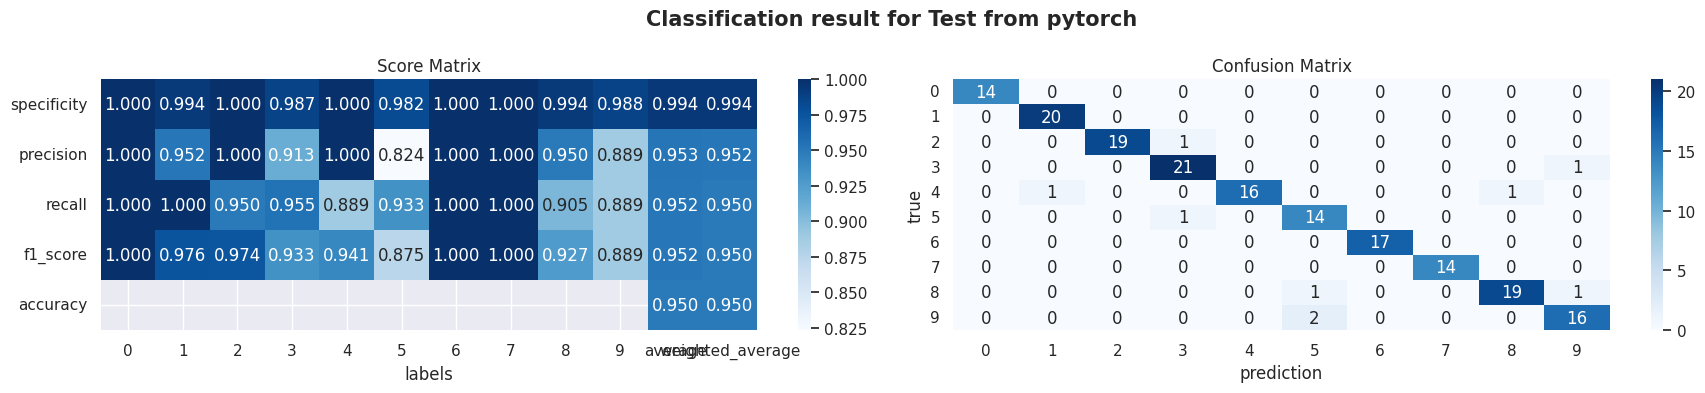 Classification result for Test from pytorch
Score Matrix
specificity 1.000 0.994 1.000 0.987 1.000 0.982 1.000 1.000 0.994 0.988 0.994 0.994
precision 1.000 0.952 1.000 0.913 1.000 0.824 1.000 1.000 0.950 0.889 0.953 0.952
recall 1.000 1.000 0.950 0.955 0.889 0.933 1.000 1.000 0.905 0.889 0.952 0.950
f1_score 1.000 0.976 0.974 0.933 0.941 0.875 1.000 1.000 0.927 0.889 0.952 0.950
accuracy 0.950 0.950
0 1 2 3 4 5 6 7 8 9 average weighted_average
labels
1.000
0.975
0.950
0.925
0.900
0.875
0.850
0.825
Confusion Matrix
true
0 14 0 0 0 0 0 0 0 0 0
1 0 20 0 0 0 0 0 0 0 0
2 0 0 19 1 0 0 0 0 0 0
3 0 0 0 21 0 0 0 0 0 1
4 0 1 0 0 16 0 0 0 1 0
5 0 0 0 1 0 14 0 0 0 0
6 0 0 0 0 0 0 17 0 0 0
7 0 0 0 0 0 0 0 14 0 0
8 0 0 0 0 0 1 0 0 19 1
9 0 0 0 0 0 2 0 0 0 16
0 1 2 3 4 5 6 7 8 9
prediction
20
15
10
5
0